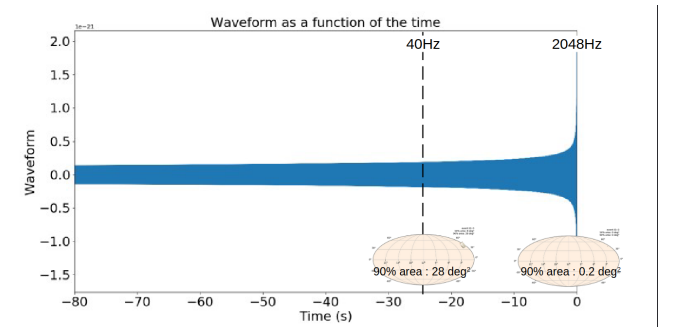 Waveform as a function of the time
1e−21
40Hz
2048Hz
2.0
1.5
1.0
0.5
0.0
−0.5
−1.0
−1.5
Waveform
90% area : 28 deg²
90% area : 0.2 deg²
−80 −70 −60 −50 −40 −30 −20 −10 0
Time (s)